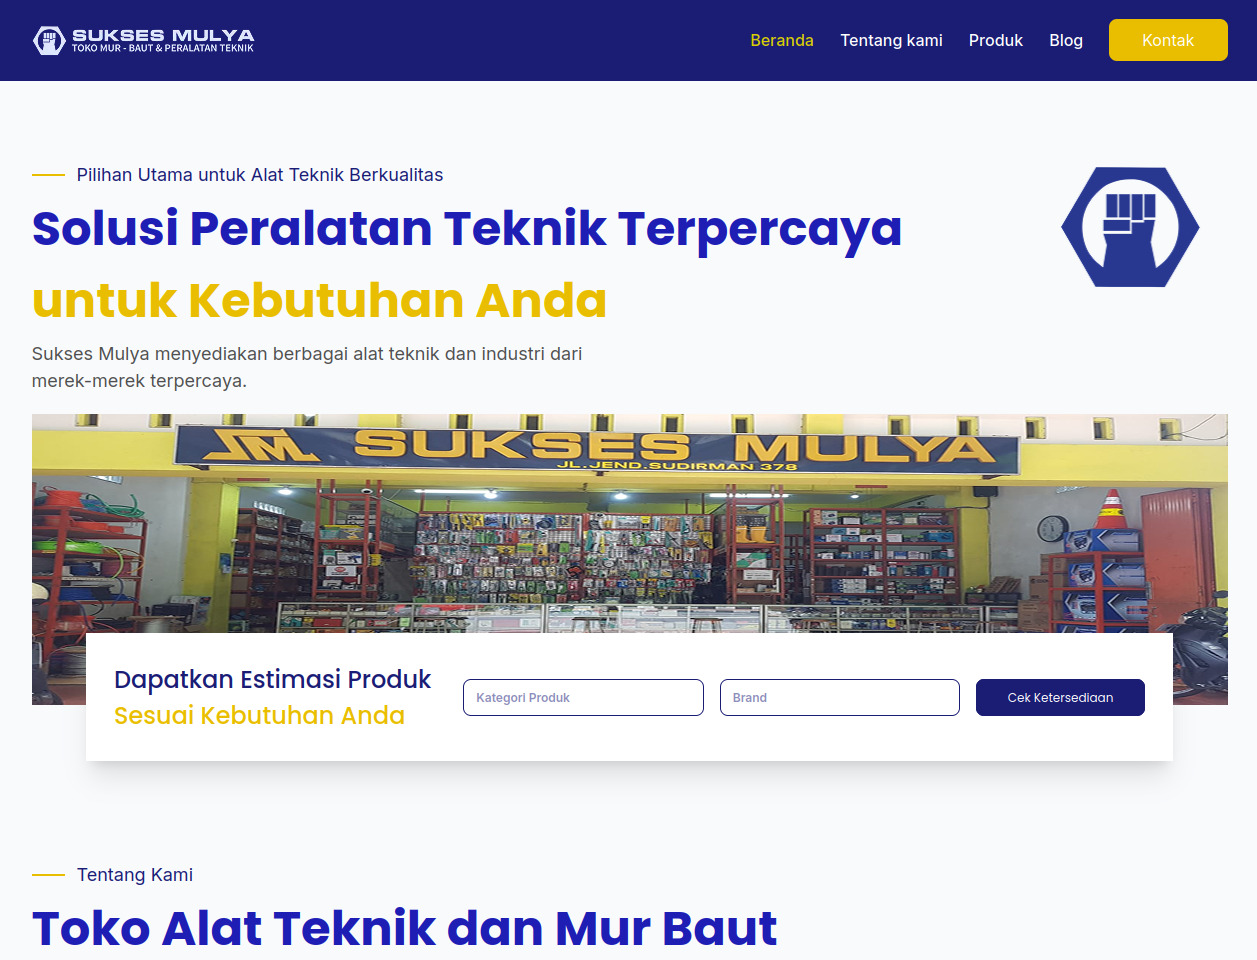 SUKSES MULYA
TOKO MUR - BAUT & PERALATAN TEKNIK
Beranda
Tentang kami
Produk
Blog
Kontak
Pilihan Utama untuk Alat Teknik Berkualitas
Solusi Peralatan Teknik Terpercaya
untuk Kebutuhan Anda
Sukses Mulya menyediakan berbagai alat teknik dan industri dari
merek-merek terpercaya.
SM SUKSES MULYA
JL.JEND.SUDIRMAN 378
Dapatkan Estimasi Produk
Sesuai Kebutuhan Anda
Kategori Produk
Brand
Cek Ketersediaan
Tentang Kami
Toko Alat Teknik dan Mur Baut